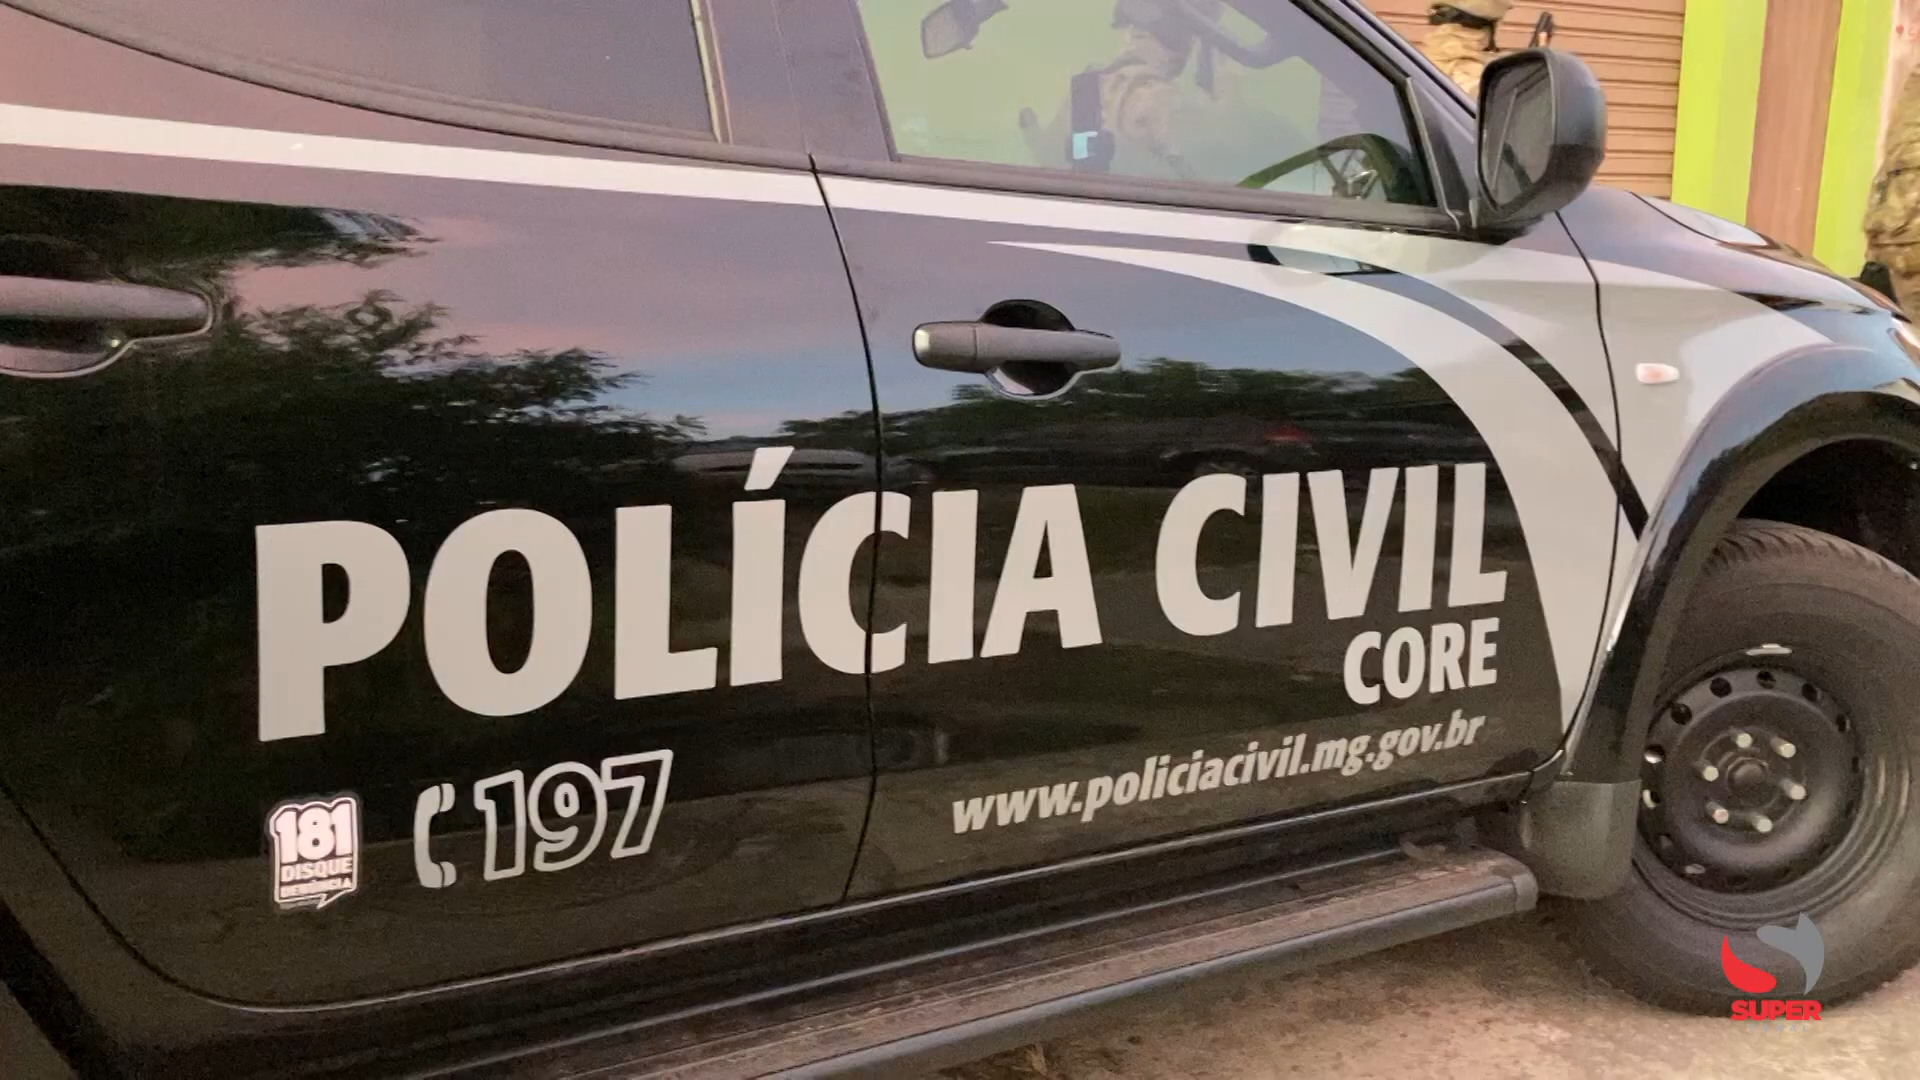 POLÍCIA CIVIL
CORE
www.policiacivil.mg.gov.br
197
181
DISQUE
DENÚNCIA
SUPER